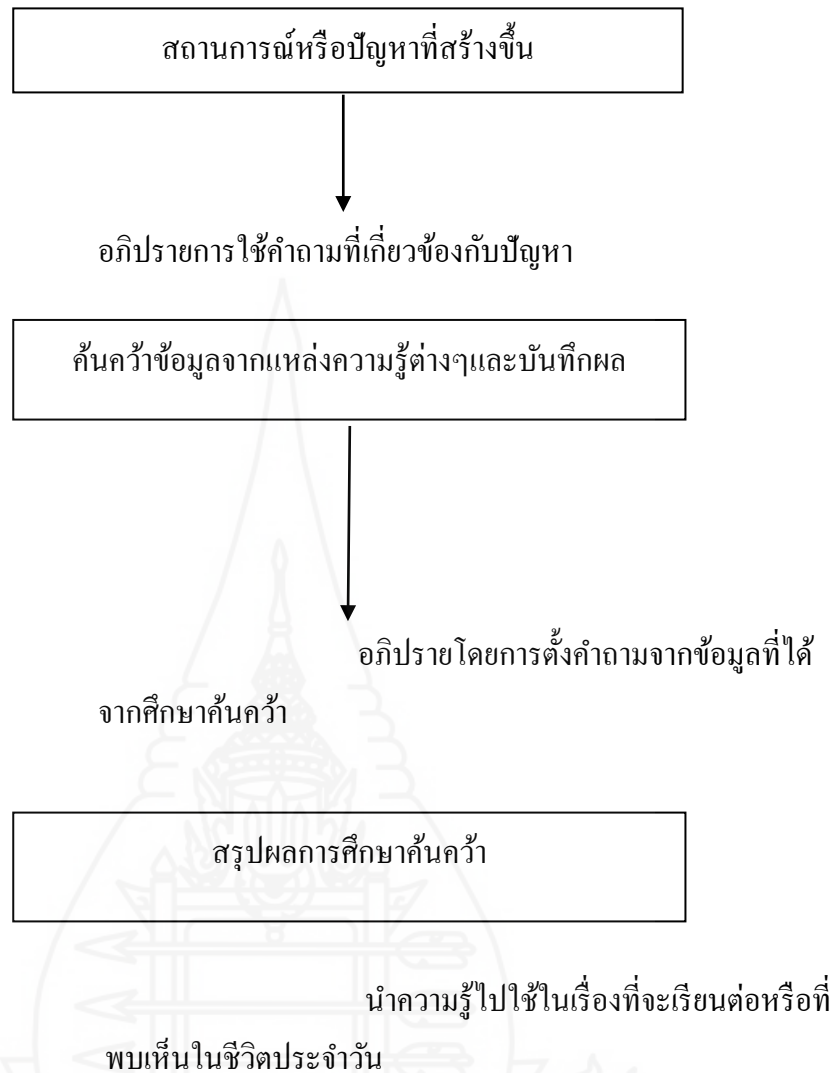 สถานการณ์หรือปัญหาที่สร้างขึ้น
อภิปรายการใช้คำถามที่เกี่ยวข้องกับปัญหา
ค้นคว้าข้อมูลจากแหล่งความรู้ต่างๆและบันทึกผล
อภิปรายโดยการตั้งคำถามจากข้อมูลที่ได้
จากศึกษาค้นคว้า
สรุปผลการศึกษาค้นคว้า
นำความรู้ไปใช้ในเรื่องที่จะเรียนต่อหรือที่
พบเห็นในชีวิตประจำวัน